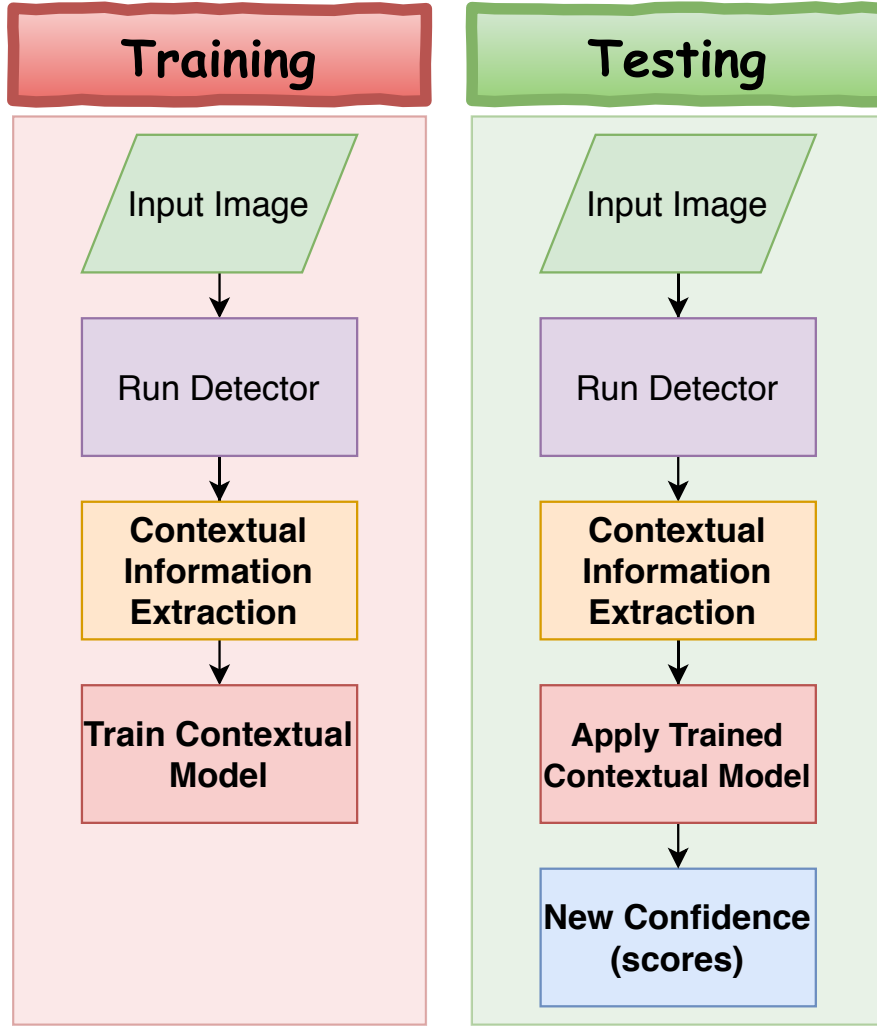 Training
Input Image
Run Detector
Contextual
Information
Extraction
Train Contextual
Model
Testing
Input Image
Run Detector
Contextual
Information
Extraction
Apply Trained
Contextual Model
New Confidence
(scores)